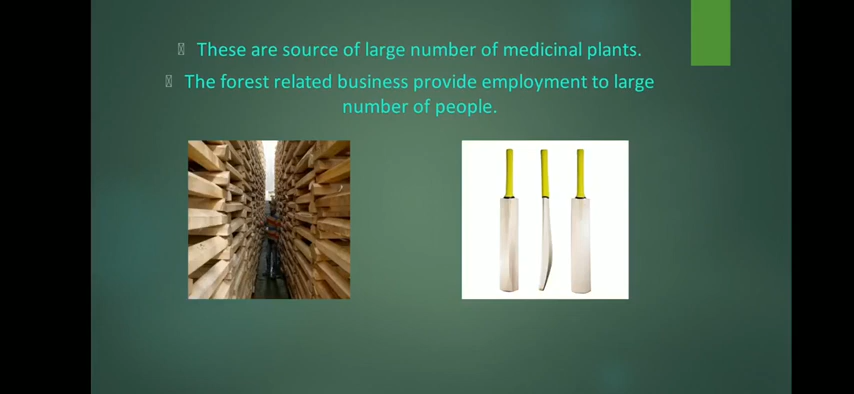 These are source of large number of medicinal plants.
The forest related business provide employment to large
number of people.